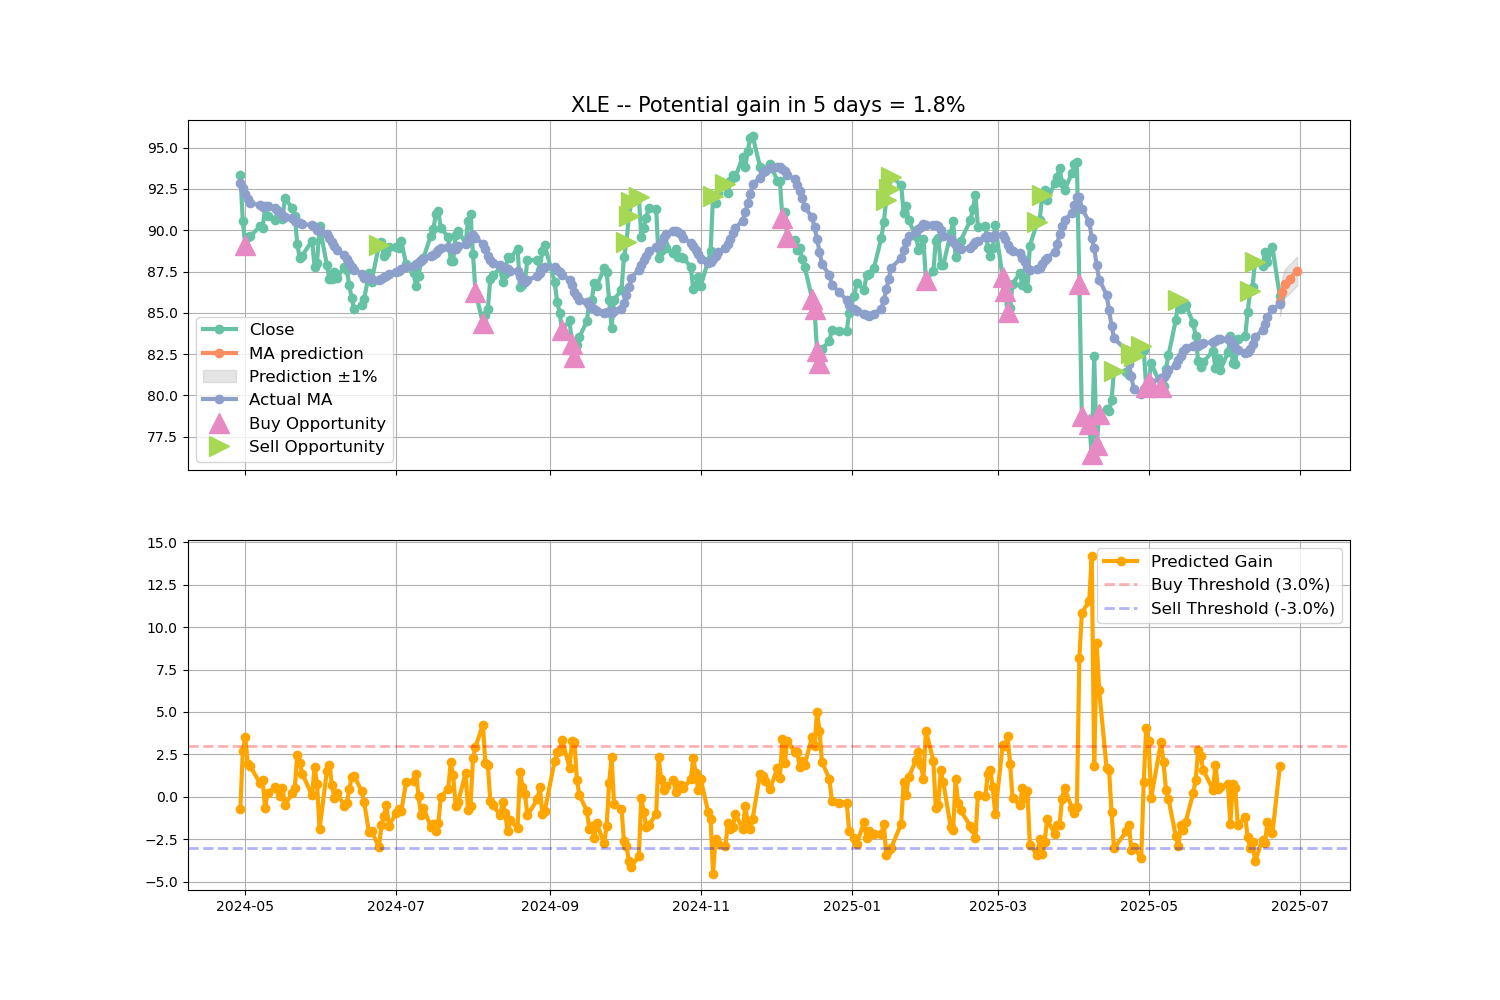 XLE -- Potential gain in 5 days = 1.8%
95.0
92.5
90.0
87.5
85.0
82.5
80.0
77.5
Close
MA prediction
Prediction ±1%
Actual MA
Buy Opportunity
Sell Opportunity
15.0
12.5
10.0
7.5
5.0
2.5
0.0
−2.5
−5.0
Predicted Gain
Buy Threshold (3.0%)
Sell Threshold (-3.0%)
2024-05
2024-07
2024-09
2024-11
2025-01
2025-03
2025-05
2025-07